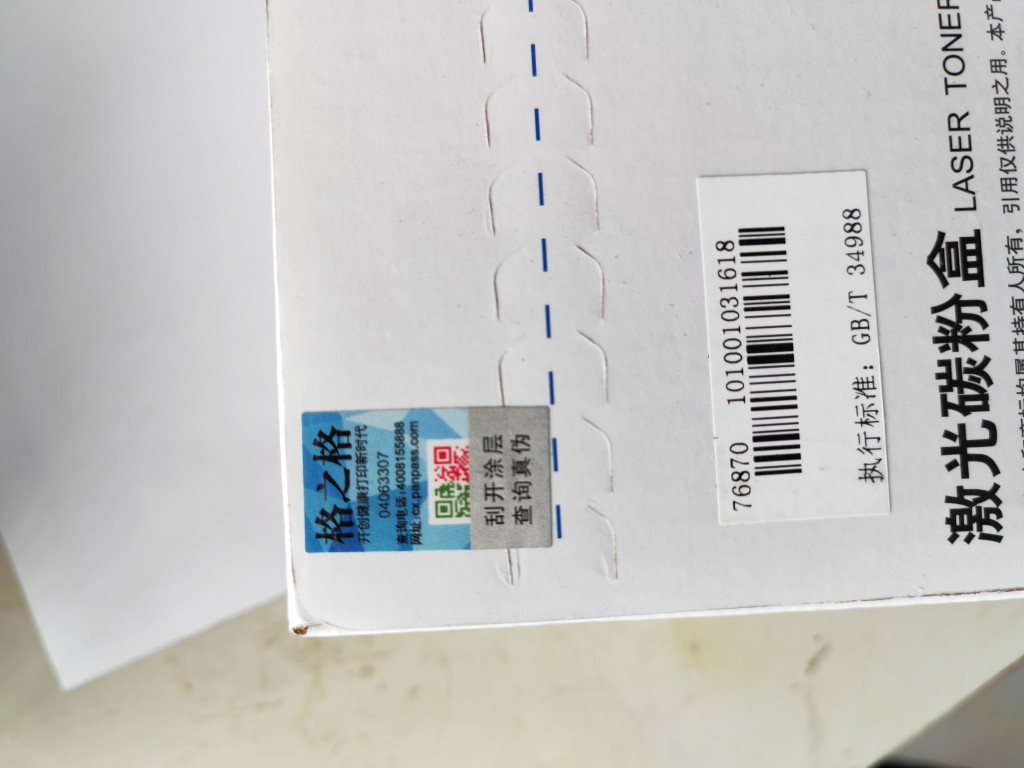 格之格
开创健康打印新时代
04063307
查询电话:4008155888
网址:cx.panpass.com
刮开涂层
查询真伪
76870 101001031618
执行标准: GB/T 34988
激光碳粉盒 LASER TONER
所有, 引用仅供说明之用。本产